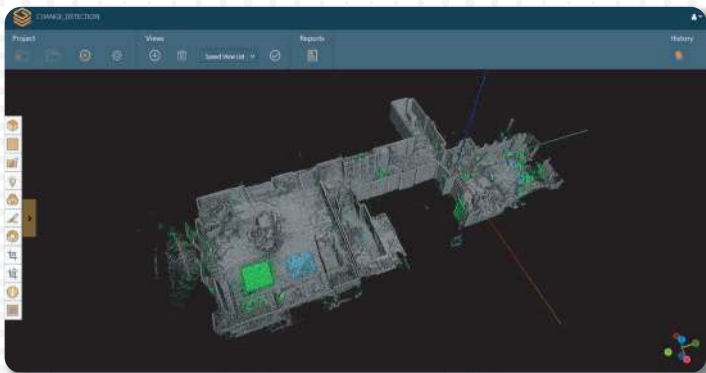 CHANGE_DETECTION
Project
Views
Reports
History
Saved View List